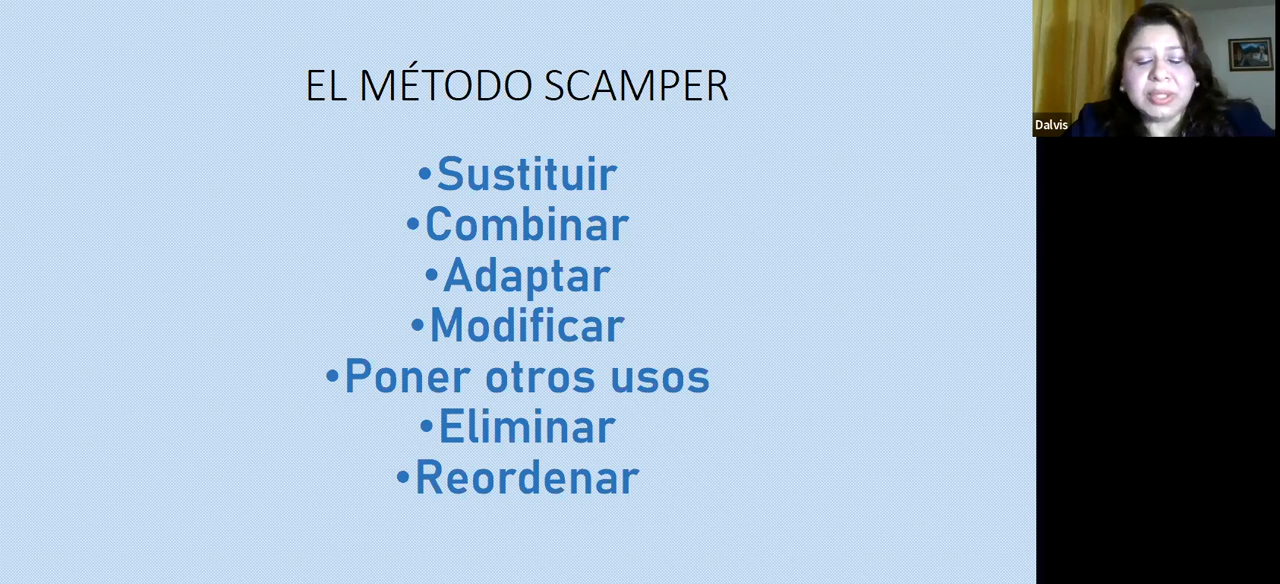 EL MÉTODO SCAMPER
•Sustituir
•Combinar
•Adaptar
•Modificar
•Poner otros usos
•Eliminar
•Reordenar
Dalvis